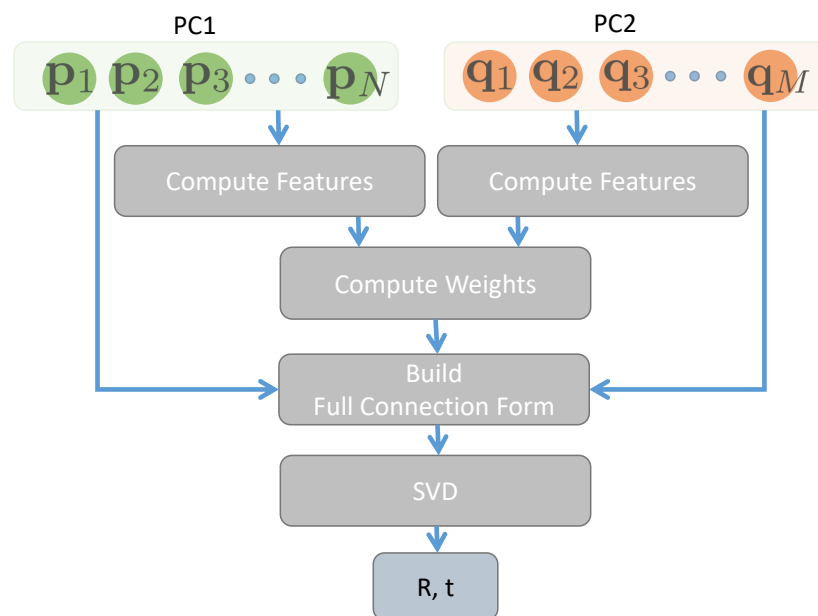 PC1 PC2
p1 p2 p3 ··· pN q1 q2 q3 ··· qM
Compute Features Compute Features
Compute Weights
Build
Full Connection Form
SVD
R, t